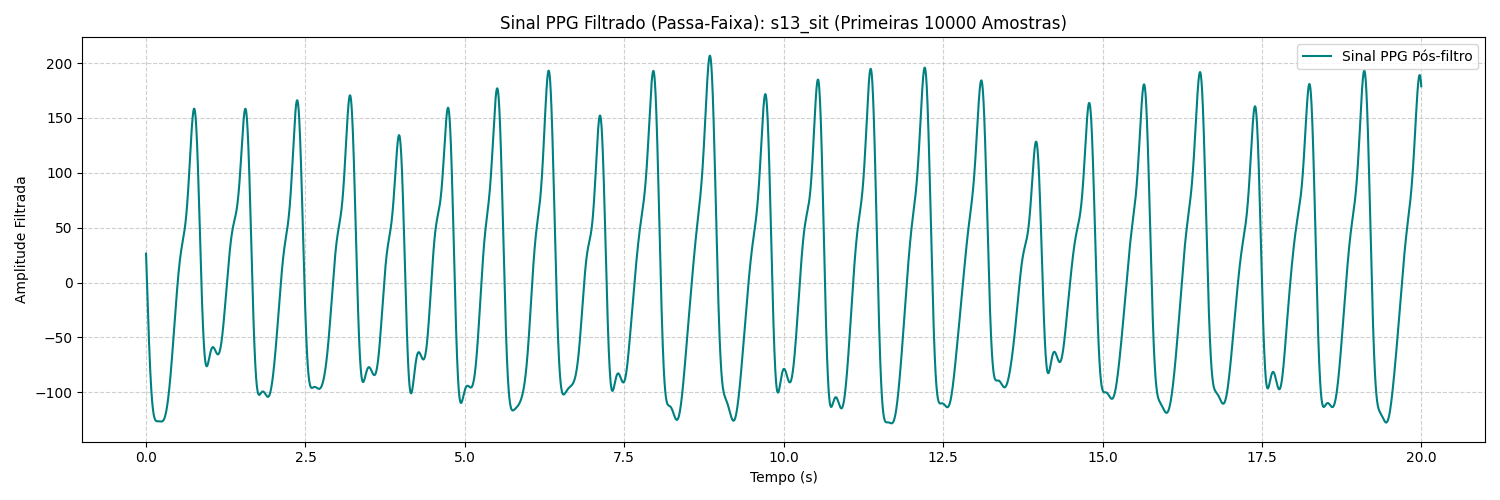 Sinal PPG Filtrado (Passa-Faixa): s13_sit (Primeiras 10000 Amostras)
Sinal PPG Pós-filtro
Amplitude Filtrada
200
150
100
50
0
−50
−100
0.0 2.5 5.0 7.5 10.0 12.5 15.0 17.5 20.0
Tempo (s)